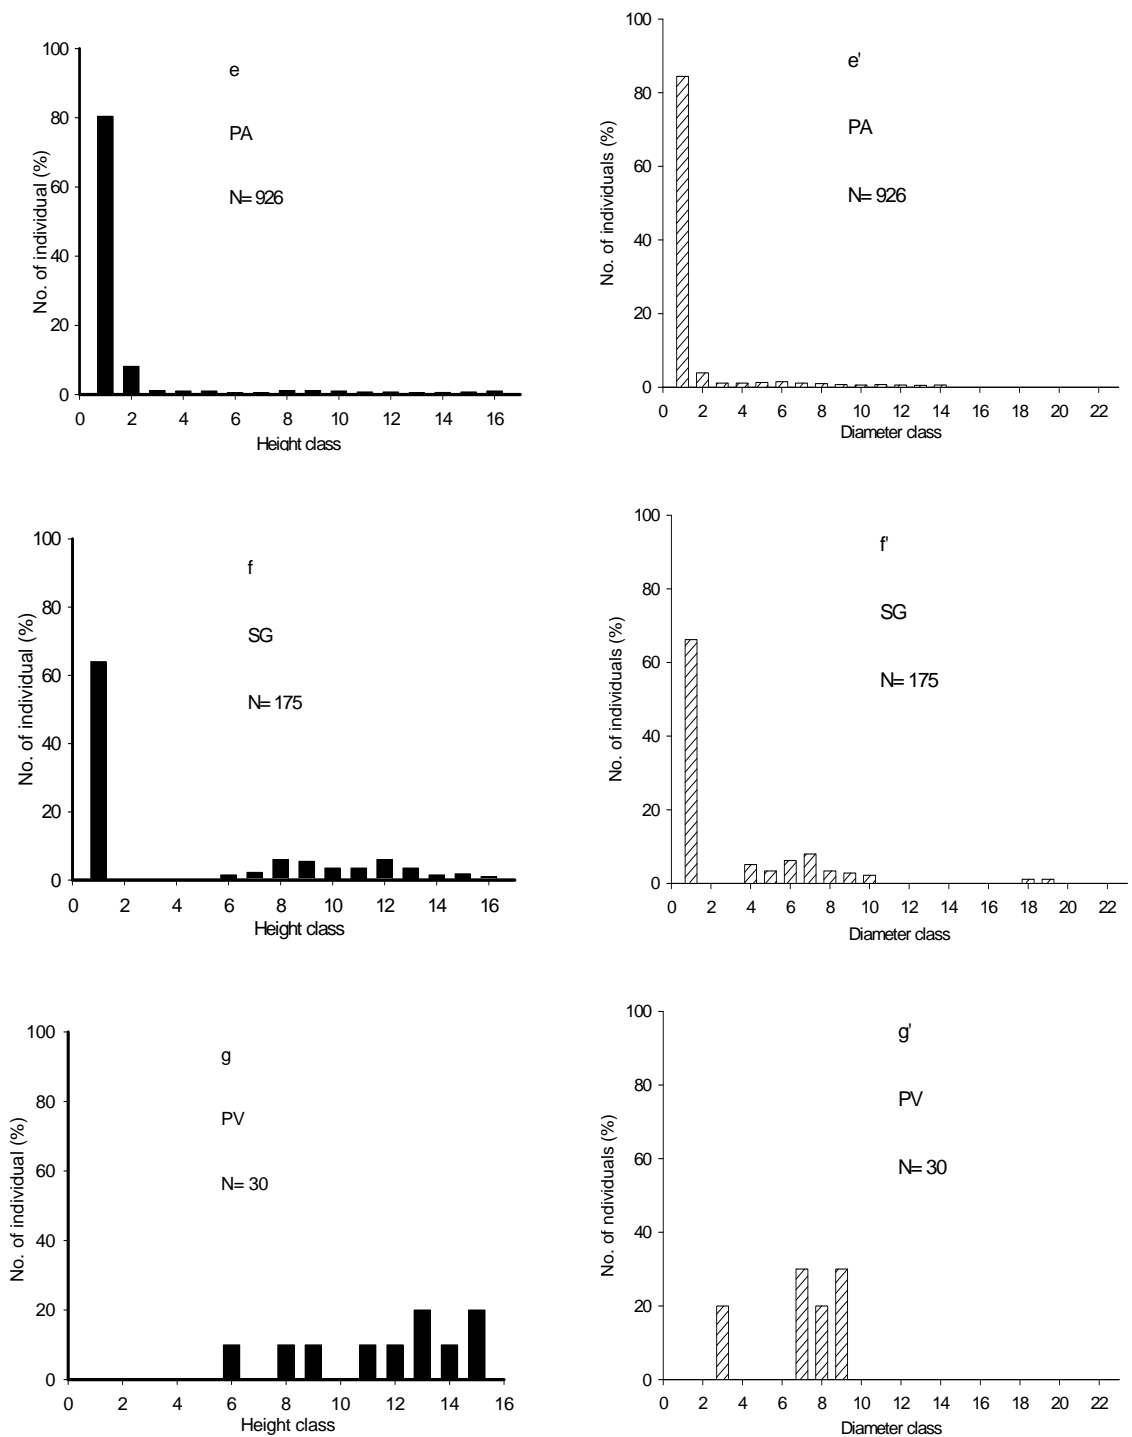 100
80
60
40
20
0
No. of individual (%)
e
PA
N= 926
0 2 4 6 8 10 12 14 16
Height class
100
80
60
40
20
0
No. of individuals (%)
e'
PA
N= 926
0 2 4 6 8 10 12 14 16 18 20 22
Diameter class
100
80
60
40
20
0
No. of individual (%)
f
SG
N= 175
0 2 4 6 8 10 12 14 16
Height class
100
80
60
40
20
0
No. of individuals (%)
f'
SG
N= 175
0 2 4 6 8 10 12 14 16 18 20 22
Diameter class
100
80
60
40
20
0
No. of individual (%)
g
PV
N= 30
0 2 4 6 8 10 12 14 16
Height class
100
80
60
40
20
0
No. of ndividuals (%)
g'
PV
N= 30
0 2 4 6 8 10 12 14 16 18 20 22
Diameter class